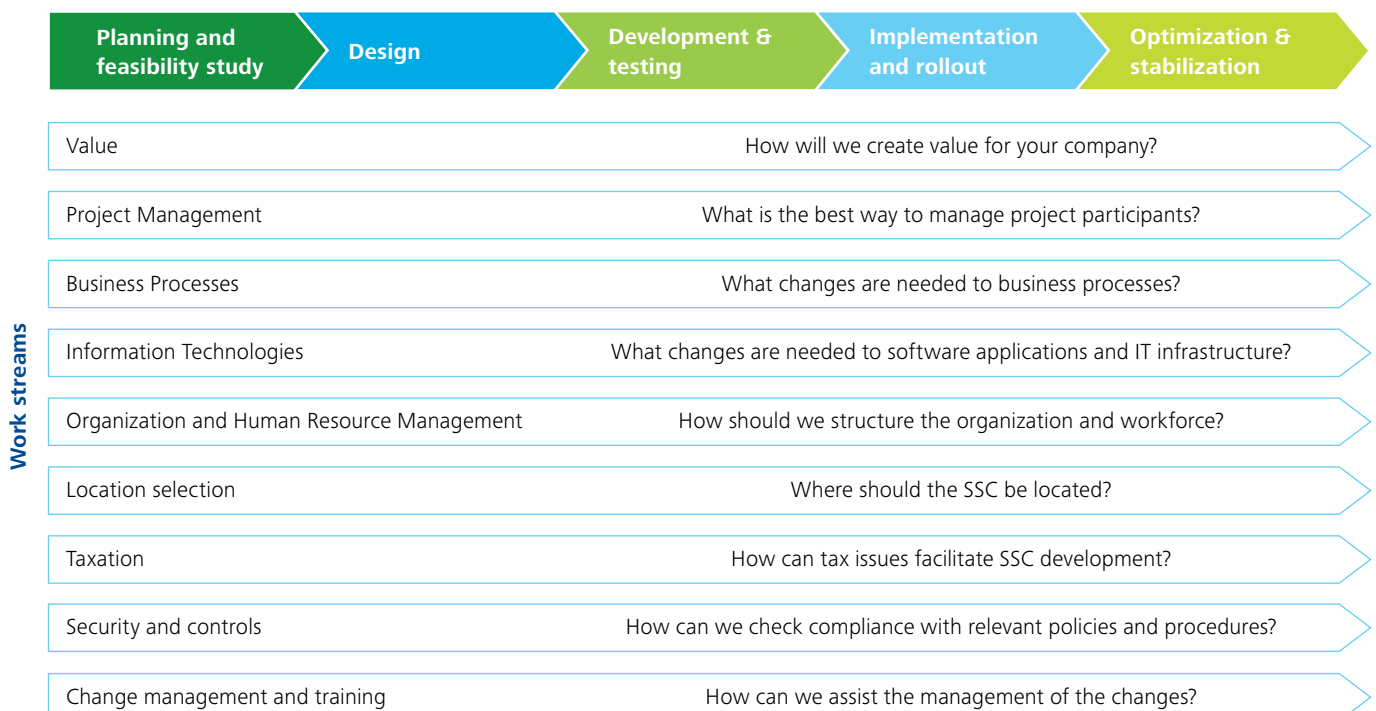 Planning and
feasibility study
Design
Development &
testing
Implementation
and rollout
Optimization &
stabilization
Work streams
Value How will we create value for your company?
Project Management What is the best way to manage project participants?
Business Processes What changes are needed to business processes?
Information Technologies What changes are needed to software applications and IT infrastructure?
Organization and Human Resource Management How should we structure the organization and workforce?
Location selection Where should the SSC be located?
Taxation How can tax issues facilitate SSC development?
Security and controls How can we check compliance with relevant policies and procedures?
Change management and training How can we assist the management of the changes?